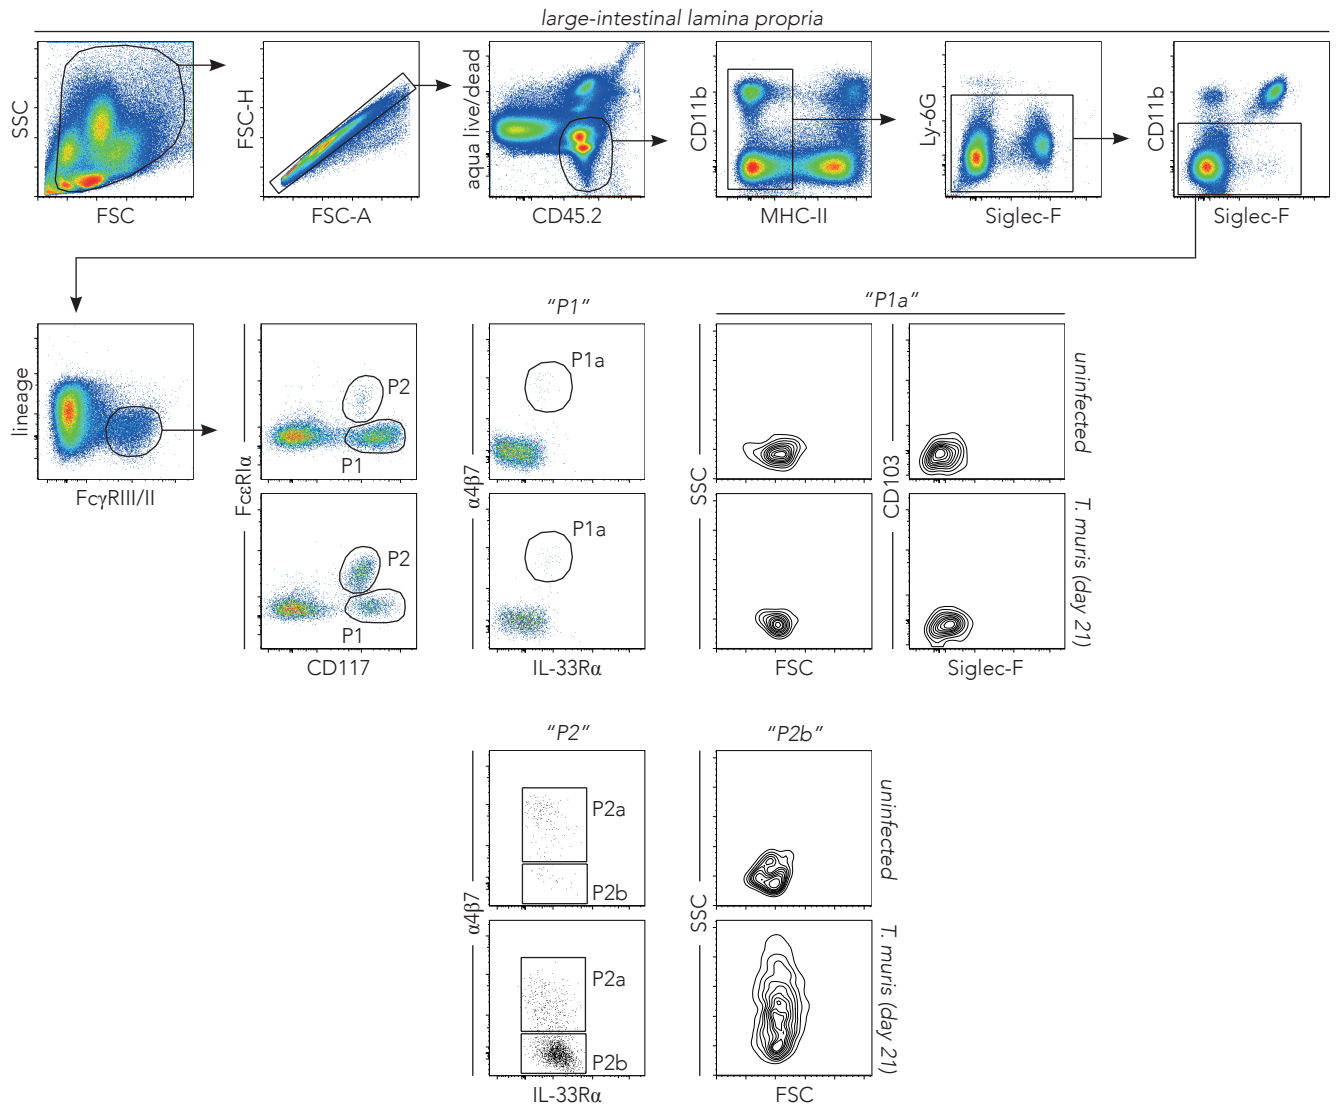 large-intestinal lamina propria
SSC
FSC
FSC-H
FSC-A
aqua live/dead
CD45.2
CD11b
MHC-II
Ly-6G
Siglec-F
CD11b
Siglec-F
"P1"
"P1a"
lineage
FcγRIII/II
FcεRIα
P2
P1
P2
P1
CD117
α4β7
P1a
P1a
IL-33Rα
SSC
FSC
CD103
Siglec-F
uninfected
T. muris (day 21)
"P2"
"P2b"
α4β7
P2a
P2b
P2a
P2b
IL-33Rα
SSC
FSC
uninfected
T. muris (day 21)